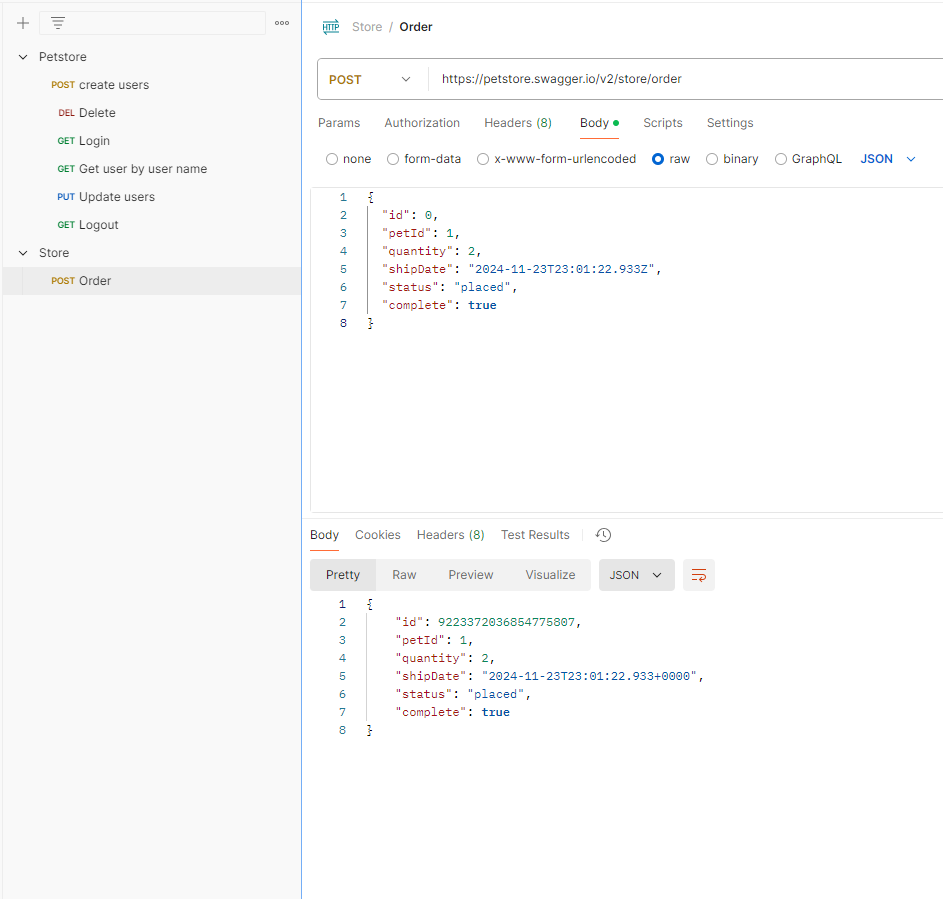 Petstore
POST create users
DEL Delete
GET Login
GET Get user by user name
PUT Update users
GET Logout
Store
POST Order
HTTP Store / Order
POST https://petstore.swagger.io/v2/store/order
Params Authorization Headers (8) Body Scripts Settings
none form-data x-www-form-urlencoded raw binary GraphQL JSON
1 {
2 "id": 0,
3 "petId": 1,
4 "quantity": 2,
5 "shipDate": "2024-11-23T23:01:22.933Z",
6 "status": "placed",
7 "complete": true
8 }
Body Cookies Headers (8) Test Results
Pretty Raw Preview Visualize JSON
1 {
2 "id": 9223372036854775807,
3 "petId": 1,
4 "quantity": 2,
5 "shipDate": "2024-11-23T23:01:22.933+0000",
6 "status": "placed",
7 "complete": true
8 }